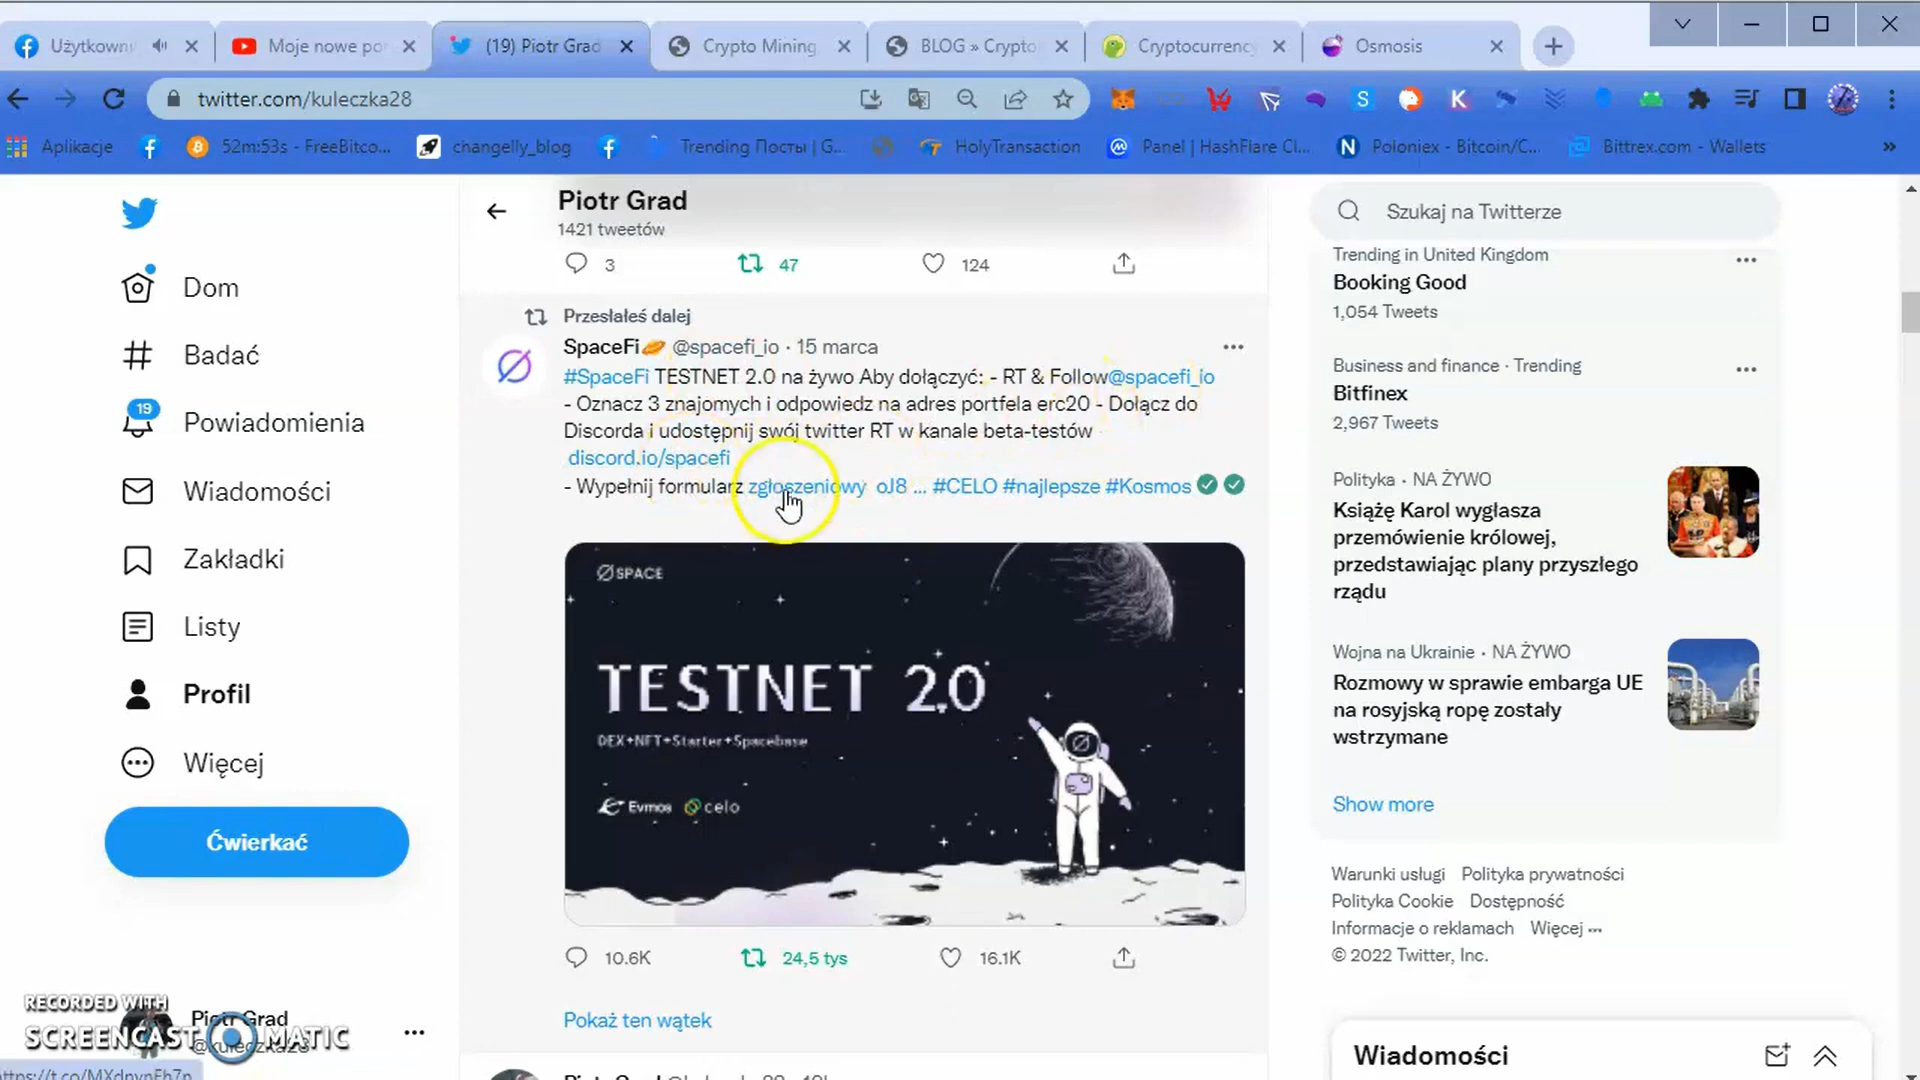 Użytkown
Moje nowe po
(19) Piotr Grad
Crypto Mining
BLOG » Crypto
Cryptocurrency
Osmosis
twitter.com/kuleczka28
Aplikacje
52m:53s - FreeBitco...
changelly_blog
Trending Посты | G...
HolyTransaction
Panel | HashFlare Cl...
Poloniex - Bitcoin/C...
Bittrex.com - Wallets
»
Dom
Badać
19
Powiadomienia
Wiadomości
Zakładki
Listy
Profil
Więcej
Ćwierkać
Piotr Grad
@kuleczka28
RECORDED WITH
SCREENCAST MATIC
Piotr Grad
1421 tweetów
3 47 124
Przesłałeś dalej
SpaceFi @spacefi_io · 15 marca
#SpaceFi TESTNET 2.0 na żywo Aby dołączyć: - RT & Follow@spacefi_io
- Oznacz 3 znajomych i odpowiedz na adres portfela erc20 - Dołącz do
Discorda i udostępnij swój twitter RT w kanale beta-testów
discord.io/spacefi
- Wypełnij formularz zgłoszeniowy oJ8 ... #CELO #najlepsze #Kosmos
SPACE
TESTNET 2.0
DEX+NFT+Starter+Spacebase
Evmos celo
10.6K 24,5 tys 16.1K
Pokaż ten wątek
Szukaj na Twitterze
Trending in United Kingdom
Booking Good
1,054 Tweets
Business and finance · Trending
Bitfinex
2,967 Tweets
Polityka · NA ŻYWO
Książę Karol wygłasza
przemówienie królowej,
przedstawiając plany przyszłego
rządu
Wojna na Ukrainie · NA ŻYWO
Rozmowy w sprawie embarga UE
na rosyjską ropę zostały
wstrzymane
Show more
Warunki usługi Polityka prywatności
Polityka Cookie Dostępność
Informacje o reklamach Więcej ···
© 2022 Twitter, Inc.
Wiadomości